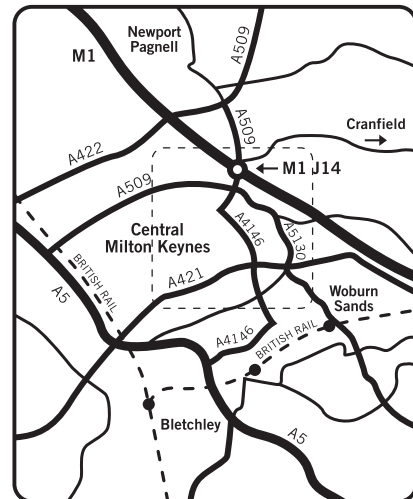 Newport
Pagnell
A509
M1
A509
Cranfield
A422
M1 J14
A509
Central
Milton Keynes
A4146
A5130
BRITISH RAIL
A421
A5
Woburn
Sands
A4146
BRITISH RAIL
Bletchley
A5